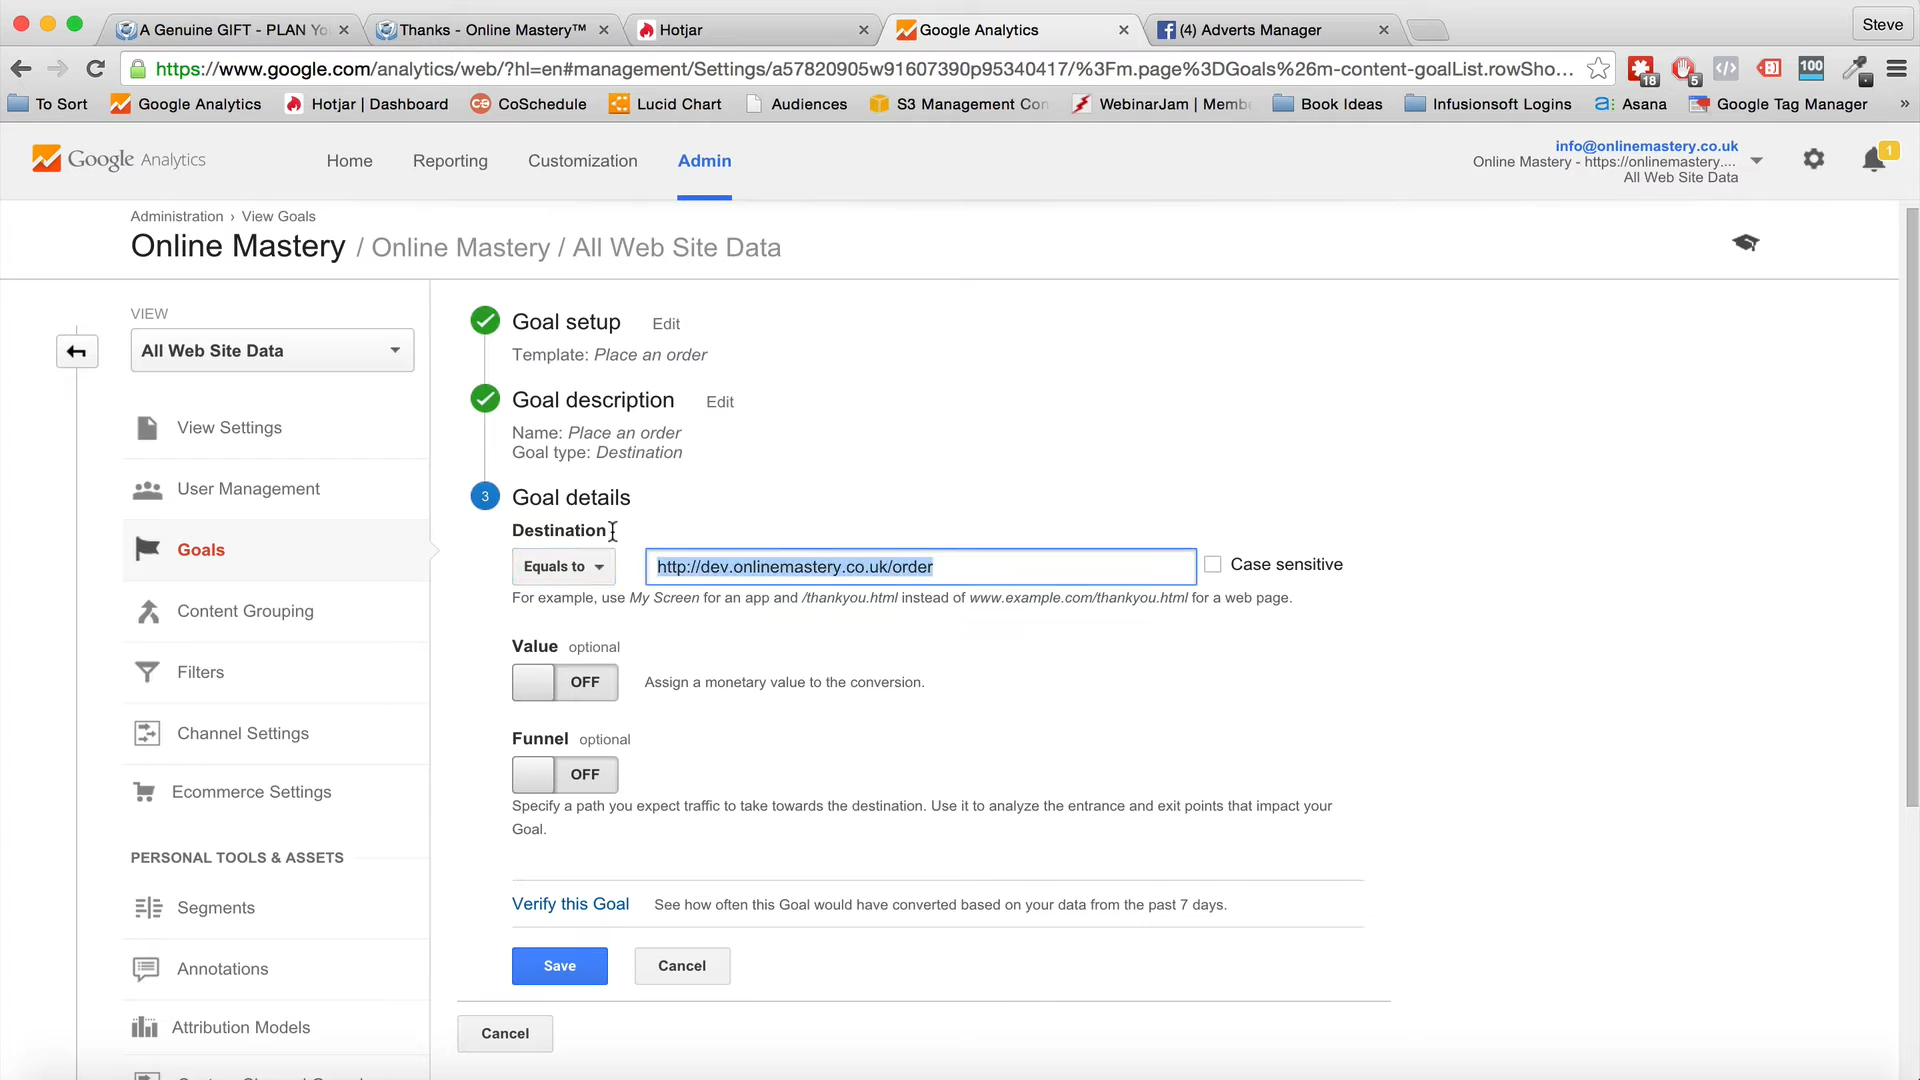 A Genuine GIFT - PLAN Yo
Thanks - Online Mastery™
Hotjar
Google Analytics
(4) Adverts Manager
Steve
https://www.google.com/analytics/web/?hl=en#management/Settings/a57820905w91607390p95340417/%3Fm.page%3DGoals%26m-content-goalList.rowSho...
18
5
100
To Sort
Google Analytics
Hotjar | Dashboard
CoSchedule
Lucid Chart
Audiences
S3 Management Con
WebinarJam | Membe
Book Ideas
Infusionsoft Logins
Asana
Google Tag Manager
»
Google Analytics
Home
Reporting
Customization
Admin
info@onlinemastery.co.uk
Online Mastery - https://onlinemastery....
All Web Site Data
1
Administration › View Goals
Online Mastery / Online Mastery / All Web Site Data
VIEW
All Web Site Data
View Settings
User Management
Goals
Content Grouping
Filters
Channel Settings
Ecommerce Settings
PERSONAL TOOLS & ASSETS
Segments
Annotations
Attribution Models
Goal setup Edit
Template: Place an order
Goal description Edit
Name: Place an order
Goal type: Destination
3 Goal details
Destination
Equals to
http://dev.onlinemastery.co.uk/order
Case sensitive
For example, use My Screen for an app and /thankyou.html instead of www.example.com/thankyou.html for a web page.
Value optional
OFF
Assign a monetary value to the conversion.
Funnel optional
OFF
Specify a path you expect traffic to take towards the destination. Use it to analyze the entrance and exit points that impact your
Goal.
Verify this Goal See how often this Goal would have converted based on your data from the past 7 days.
Save
Cancel
Cancel